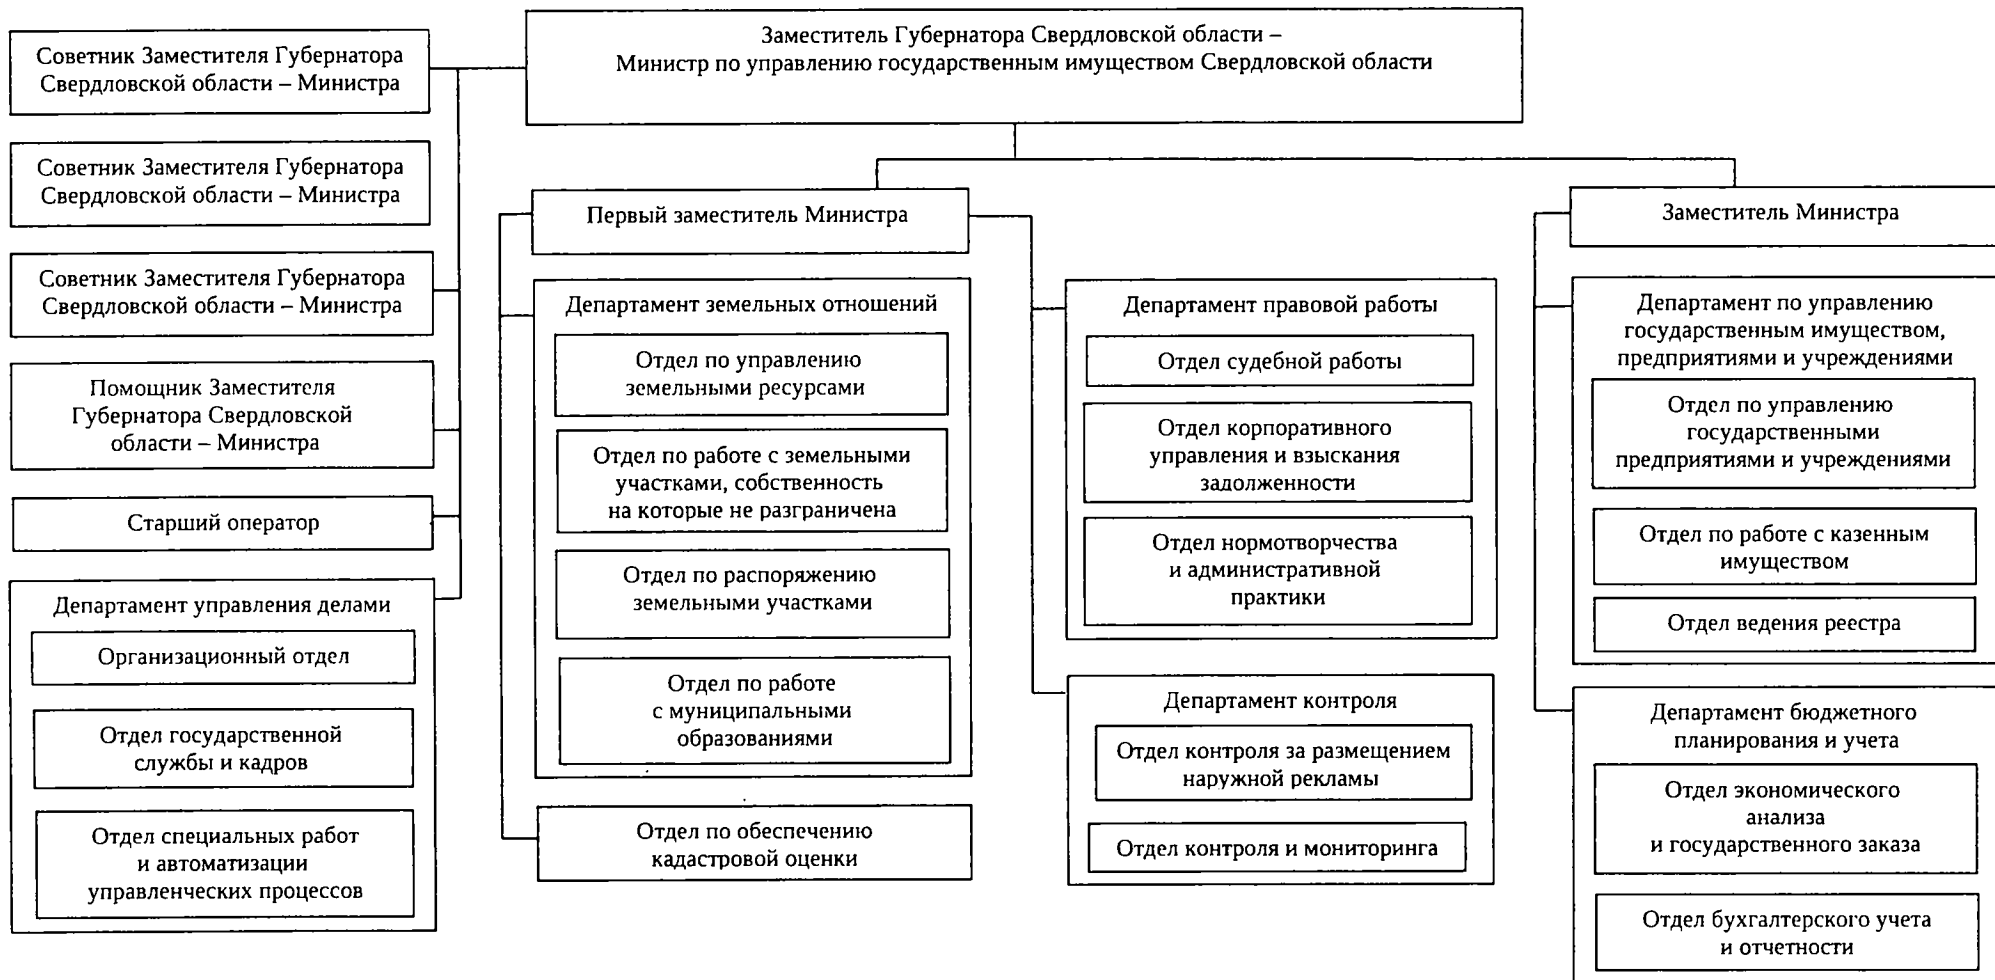 Заместитель Губернатора Свердловской области –
Министр по управлению государственным имуществом Свердловской области
Советник Заместителя Губернатора
Свердловской области – Министра
Советник Заместителя Губернатора
Свердловской области – Министра
Советник Заместителя Губернатора
Свердловской области – Министра
Помощник Заместителя
Губернатора Свердловской
области – Министра
Старший оператор
Департамент управления делами
Организационный отдел
Отдел государственной
службы и кадров
Отдел специальных работ
и автоматизации
управленческих процессов
Первый заместитель Министра
Департамент земельных отношений
Отдел по управлению
земельными ресурсами
Отдел по работе с земельными
участками, собственность
на которые не разграничена
Отдел по распоряжению
земельными участками
Отдел по работе
с муниципальными
образованиями
Отдел по обеспечению
кадастровой оценки
Департамент правовой работы
Отдел судебной работы
Отдел корпоративного
управления и взыскания
задолженности
Отдел нормотворчества
и административной
практики
Департамент контроля
Отдел контроля за размещением
наружной рекламы
Отдел контроля и мониторинга
Заместитель Министра
Департамент по управлению
государственным имуществом,
предприятиями и учреждениями
Отдел по управлению
государственными
предприятиями и учреждениями
Отдел по работе с казенным
имуществом
Отдел ведения реестра
Департамент бюджетного
планирования и учета
Отдел экономического
анализа
и государственного заказа
Отдел бухгалтерского учета
и отчетности